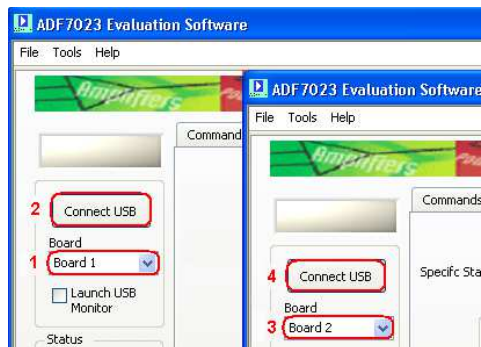 ADF7023 Evaluation Software
File Tools Help
Amplifiers
Command
2 Connect USB
Board
1 Board 1
Launch USB
Monitor
Status
ADF7023 Evaluation Software
File Tools Help
Amplifiers
Commands
4 Connect USB
Specifc Sta
Board
3 Board 2